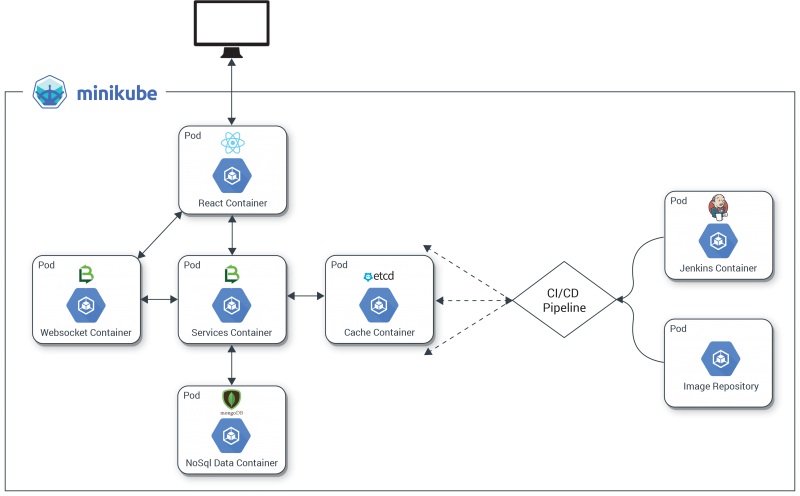 minikube
Pod
React Container
Pod
Jenkins Container
Pod
Websocket Container
Pod
Services Container
Pod
etcd
Cache Container
CI/CD
Pipeline
Pod
Image Repository
Pod
mongoDB
NoSql Data Container